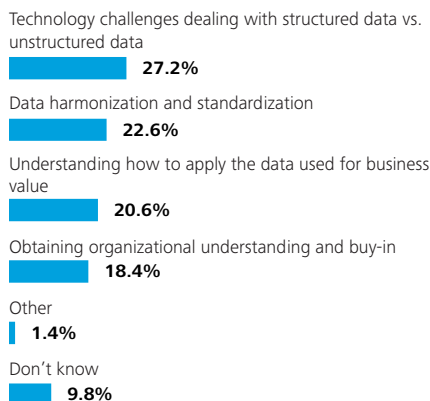 Technology challenges dealing with structured data vs.
unstructured data
27.2%
Data harmonization and standardization
22.6%
Understanding how to apply the data used for business
value
20.6%
Obtaining organizational understanding and buy-in
18.4%
Other
1.4%
Don’t know
9.8%